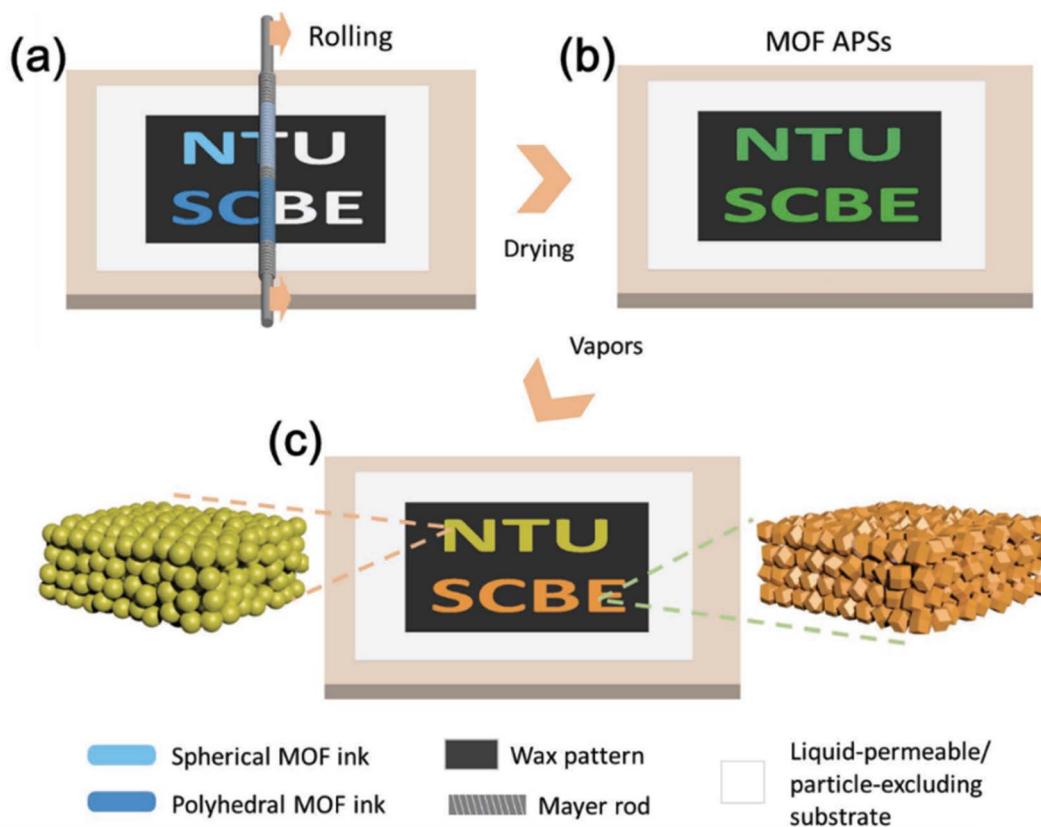 (a)
Rolling
NTU
SCBE
Drying
(b)
MOF APSs
NTU
SCBE
Vapors
(c)
NTU
SCBE
Spherical MOF ink
Polyhedral MOF ink
Wax pattern
Mayer rod
Liquid-permeable/
particle-excluding
substrate